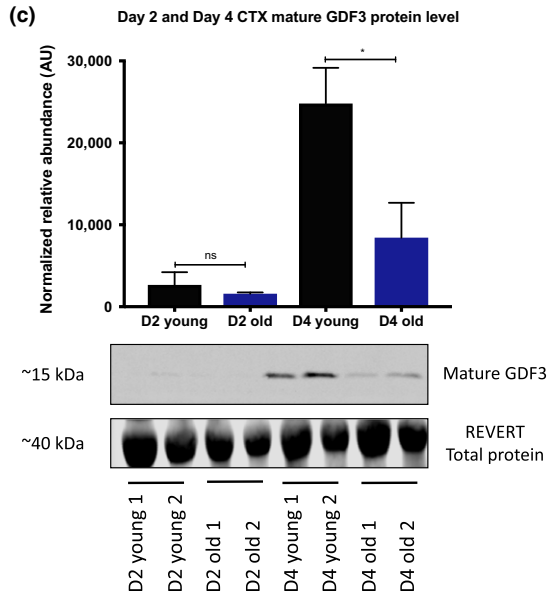 (c)
Day 2 and Day 4 CTX mature GDF3 protein level
Normalized relative abundance (AU)
30,000
20,000
10,000
0
*
ns
D2 young D2 old D4 young D4 old
~15 kDa
Mature GDF3
~40 kDa
REVERT
Total protein
D2 young 1
D2 young 2
D2 old 1
D2 old 2
D4 young 1
D4 young 2
D4 old 1
D4 old 2